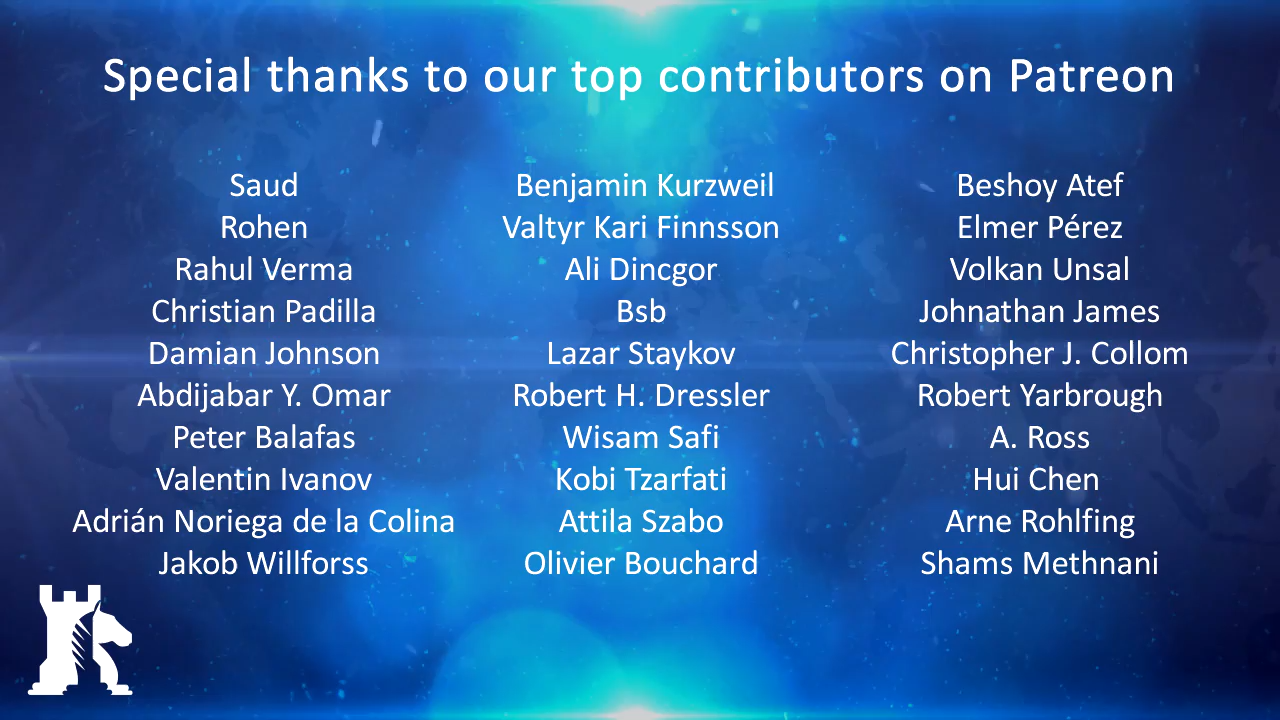 Special thanks to our top contributors on Patreon
Saud
Rohen
Rahul Verma
Christian Padilla
Damian Johnson
Abdijabar Y. Omar
Peter Balafas
Valentin Ivanov
Adrián Noriega de la Colina
Jakob Willforss
Benjamin Kurzweil
Valtyr Kari Finnsson
Ali Dincgor
Bsb
Lazar Staykov
Robert H. Dressler
Wisam Safi
Kobi Tzarfati
Attila Szabo
Olivier Bouchard
Beshoy Atef
Elmer Pérez
Volkan Unsal
Johnathan James
Christopher J. Collom
Robert Yarbrough
A. Ross
Hui Chen
Arne Rohlfing
Shams Methnani